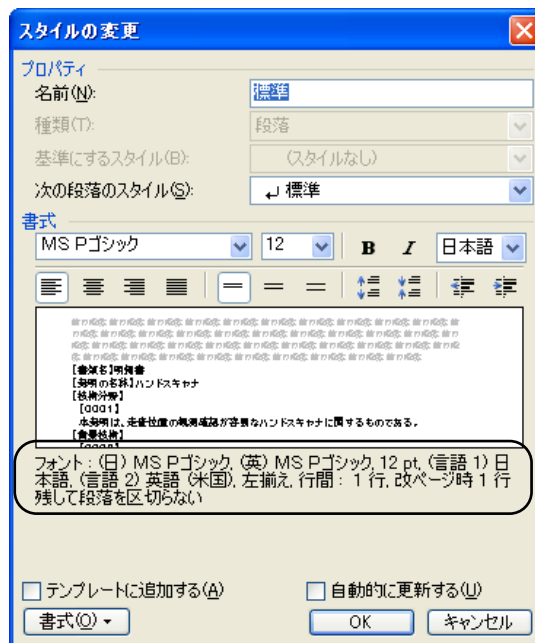 スタイルの変更
プロパティ
名前(N): 標準
種類(T): 段落
基準にするスタイル(B): (スタイルなし)
次の段落のスタイル(S): 標準
書式
MS Pゴシック 12 B I 日本語
【書類名】明細書
【発明の名称】ハンドスキャナ
【技術分野】
【0001】
本発明は、走査位置の観測確認が容易なハンドスキャナに関するものである。
【背景技術】
フォント : (日) MS Pゴシック, (英) MS Pゴシック, 12 pt, (言語 1) 日
本語, (言語 2) 英語 (米国), 左揃え, 行間 : 1 行, 改ページ時 1 行
残して段落を区切らない
テンプレートに追加する(A) 自動的に更新する(U)
書式(O) OK キャンセル